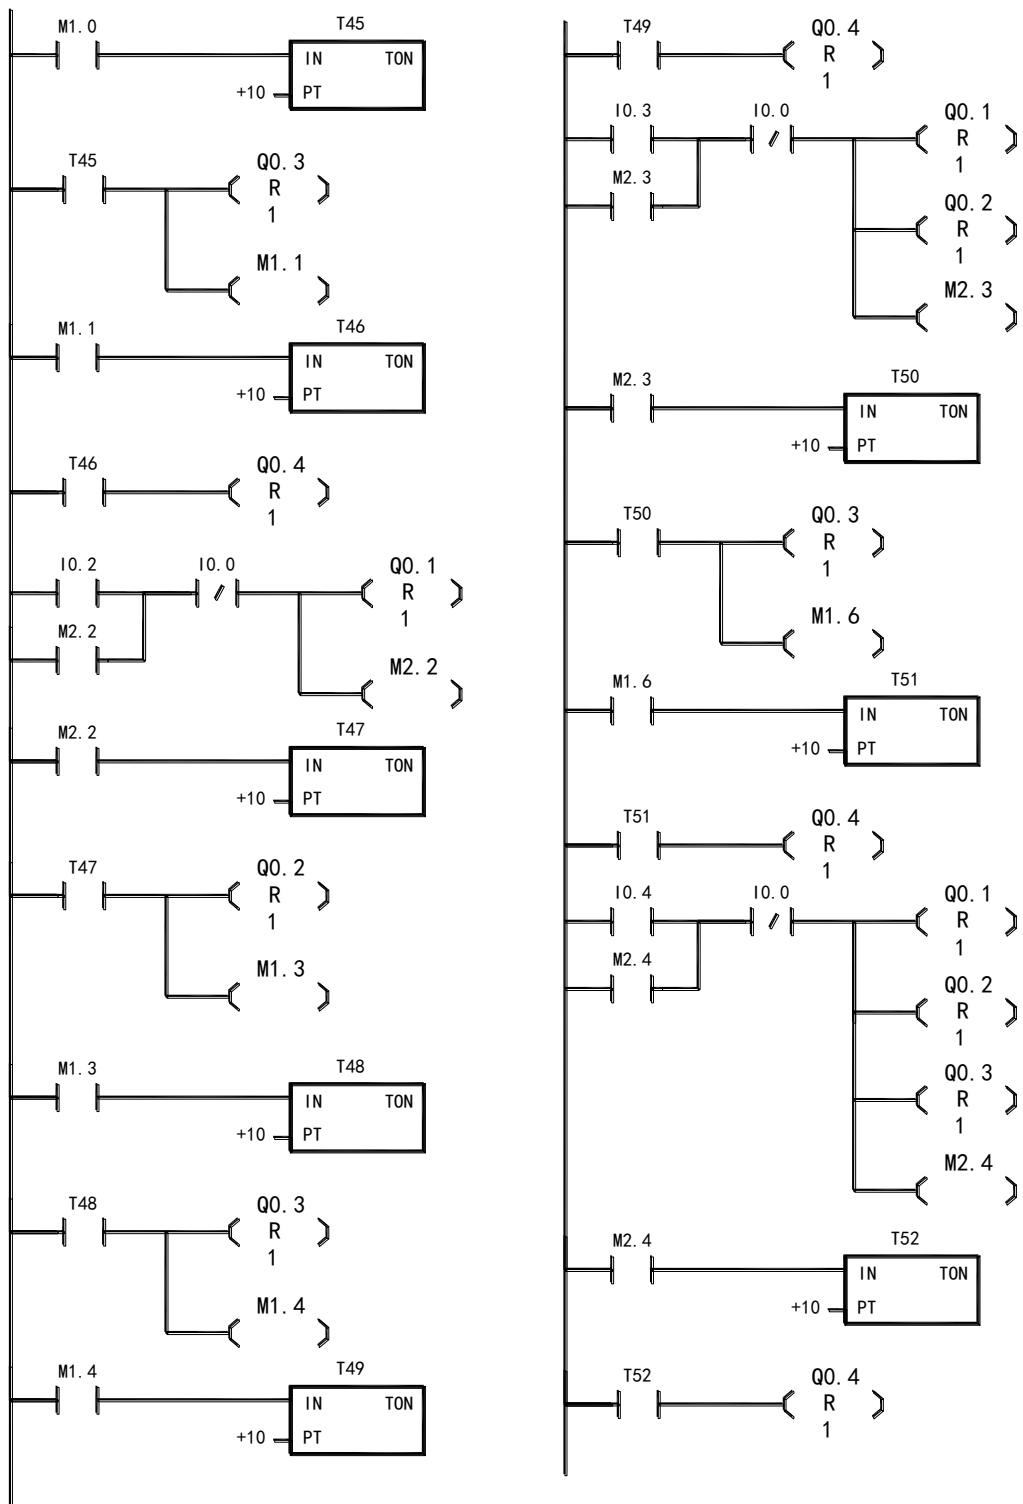 M1.0
T45
IN TON
+10 PT
T45
Q0.3
R
1
M1.1
M1.1
T46
IN TON
+10 PT
T46
Q0.4
R
1
I0.2
I0.0
Q0.1
R
1
M2.2
M2.2
M2.2
T47
IN TON
+10 PT
T47
Q0.2
R
1
M1.3
M1.3
T48
IN TON
+10 PT
T48
Q0.3
R
1
M1.4
M1.4
T49
IN TON
+10 PT
T49
Q0.4
R
1
I0.3
I0.0
Q0.1
R
1
M2.3
Q0.2
R
1
M2.3
M2.3
T50
IN TON
+10 PT
T50
Q0.3
R
1
M1.6
M1.6
T51
IN TON
+10 PT
T51
Q0.4
R
1
I0.4
I0.0
Q0.1
R
1
M2.4
Q0.2
R
1
Q0.3
R
1
M2.4
M2.4
T52
IN TON
+10 PT
T52
Q0.4
R
1